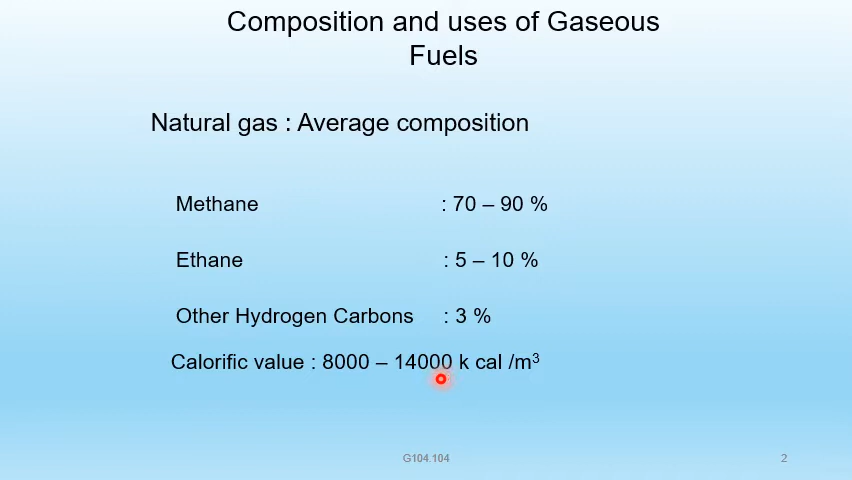 Composition and uses of Gaseous
Fuels
Natural gas : Average composition
Methane : 70 – 90 %
Ethane : 5 – 10 %
Other Hydrogen Carbons : 3 %
Calorific value : 8000 – 14000 k cal /m³
G104.104 2